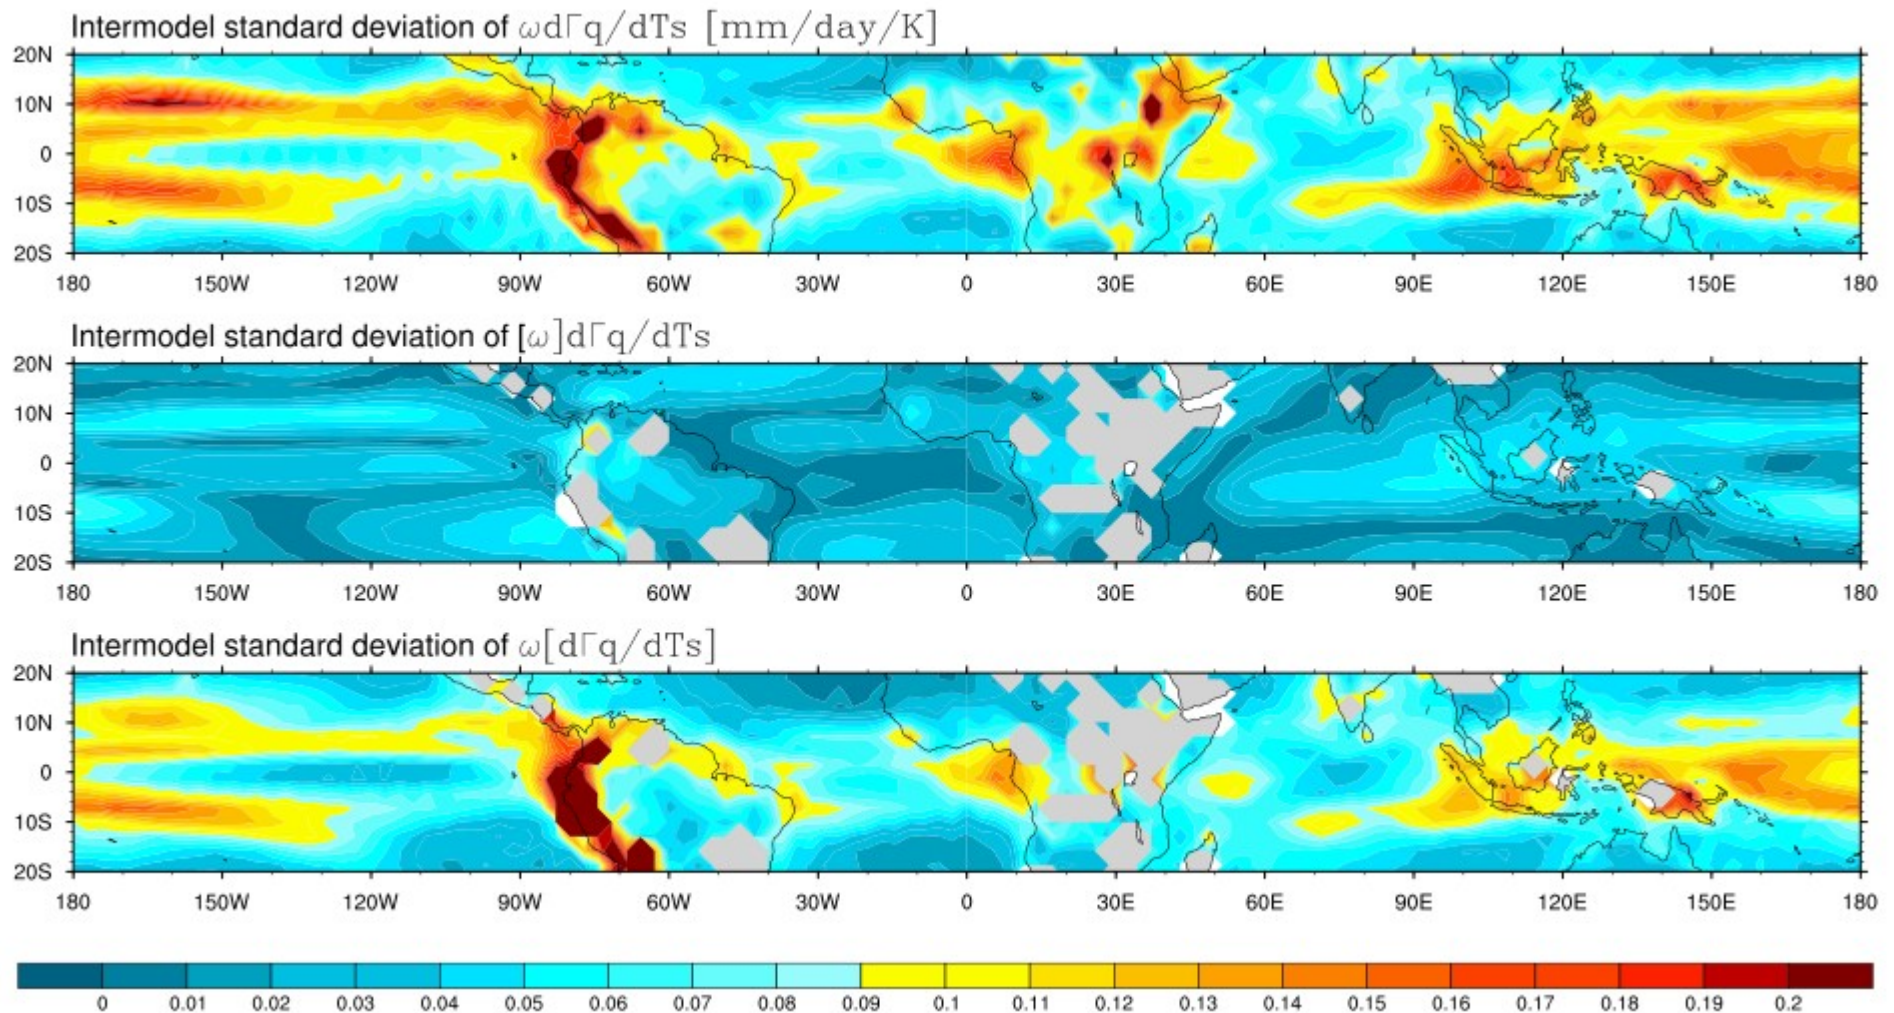 Intermodel standard deviation of ωdΓq/dTs [mm/day/K]
20N
10N
0
10S
20S
180 150W 120W 90W 60W 30W 0 30E 60E 90E 120E 150E 180
Intermodel standard deviation of [ω]dΓq/dTs
20N
10N
0
10S
20S
180 150W 120W 90W 60W 30W 0 30E 60E 90E 120E 150E 180
Intermodel standard deviation of ω[dΓq/dTs]
20N
10N
0
10S
20S
180 150W 120W 90W 60W 30W 0 30E 60E 90E 120E 150E 180
0 0.01 0.02 0.03 0.04 0.05 0.06 0.07 0.08 0.09 0.1 0.11 0.12 0.13 0.14 0.15 0.16 0.17 0.18 0.19 0.2